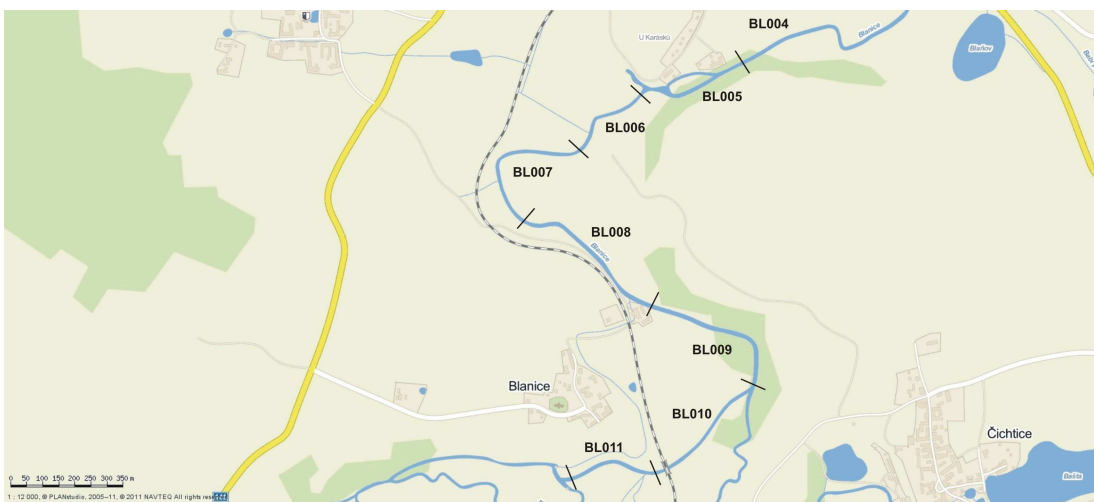 BL004
Blanice
U Karásků
Blaňov
BL005
BL006
BL007
BL008
Blanice
BL009
Blanice
BL010
BL011
Čichtice
Bašta
0 50 100 150 200 250 300 350 m
1 : 12 000, © PLANstudio, 2005–11, © 2011 NAVTEQ All rights